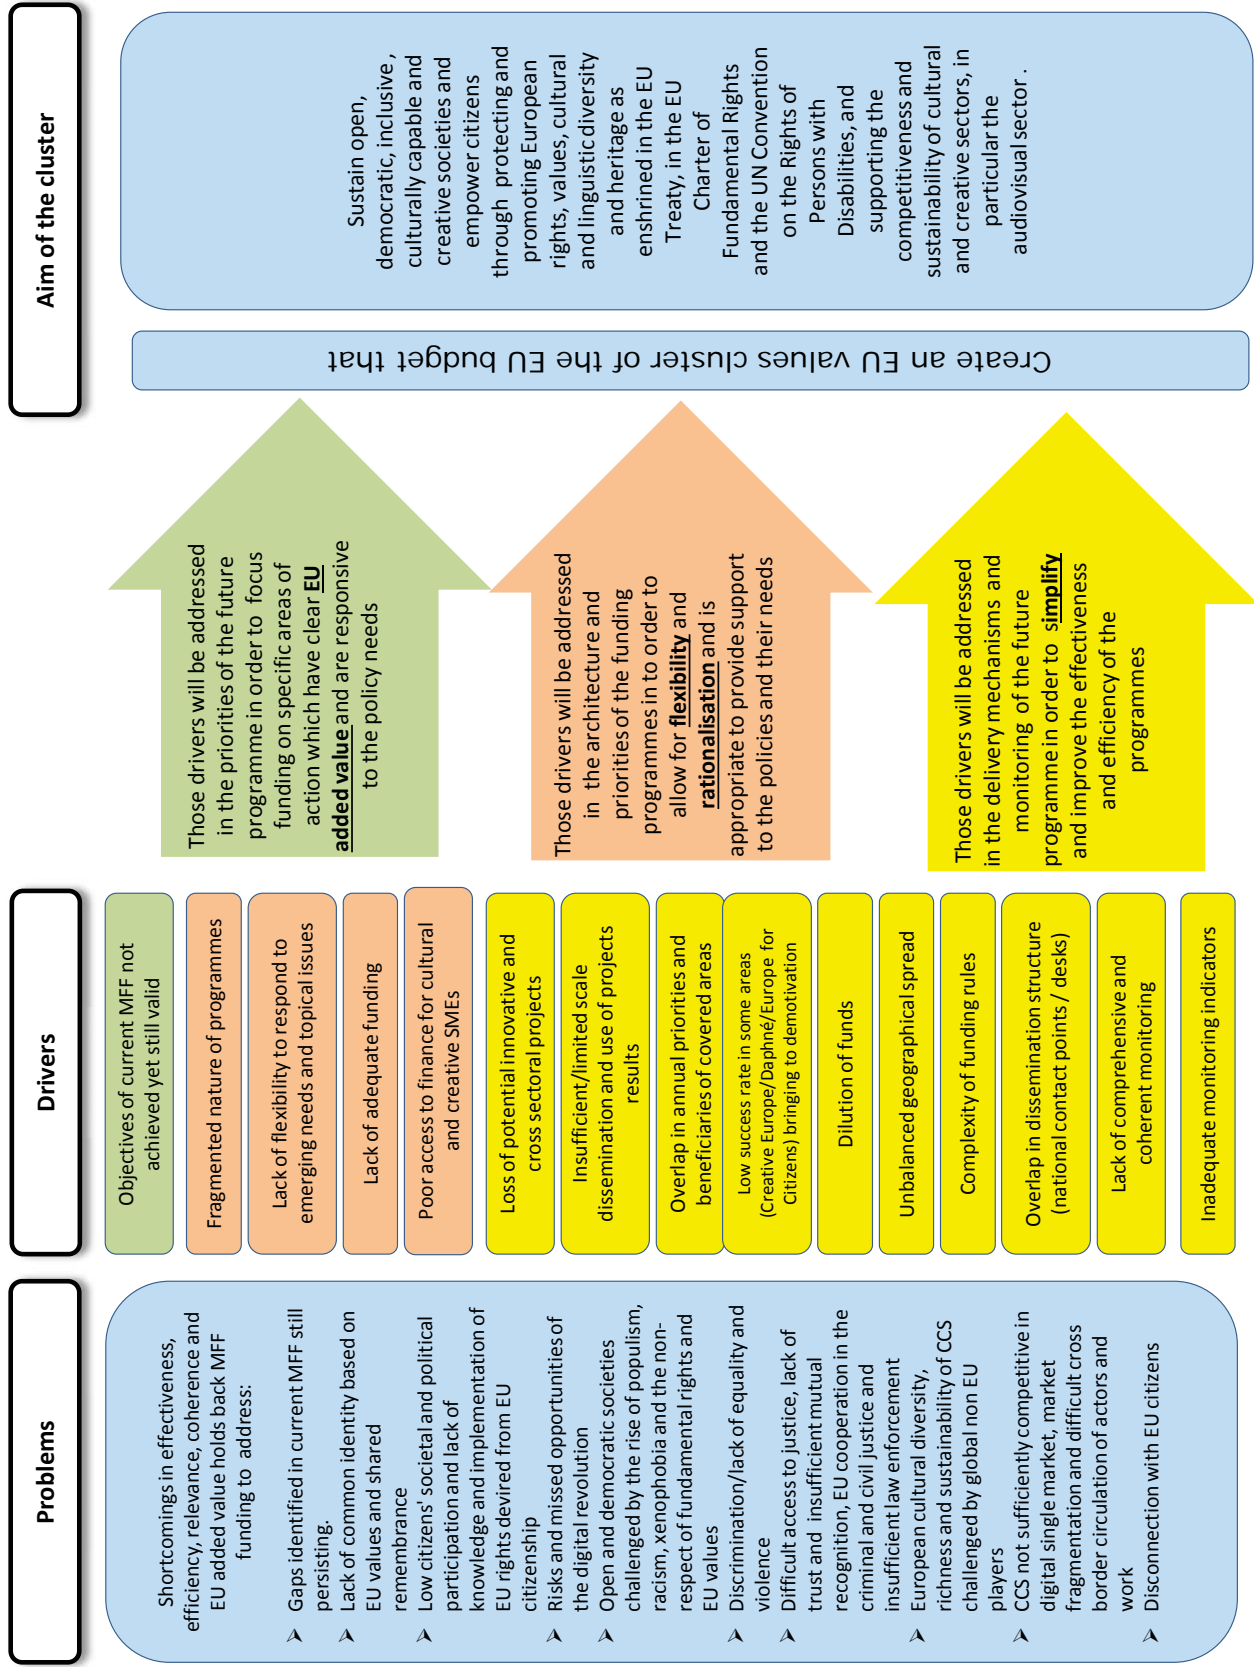 Problems
Drivers
Aim of the cluster
Shortcomings in effectiveness,
efficiency, relevance, coherence and
EU added value holds back MFF
funding to address:
➢ Gaps identified in current MFF still
persisting.
➢ Lack of common identity based on
EU values and shared
remembrance
➢ Low citizens' societal and political
participation and lack of
knowledge and implementation of
EU rights devired from EU
citizenship
➢ Risks and missed opportunities of
the digital revolution
➢ Open and democratic societies
challenged by the rise of populism,
racism, xenophobia and the non-
respect of fundamental rights and
EU values
➢ Discrimination/lack of equality and
violence
➢ Difficult access to justice, lack of
trust and insufficient mutual
recognition, EU cooperation in the
criminal and civil justice and
insufficient law enforcement
➢ European cultural diversity,
richness and sustainability of CCS
challenged by global non EU
players
➢ CCS not sufficiently competitive in
digital single market, market
fragmentation and difficult cross
border circulation of actors and
work
➢ Disconnection with EU citizens
Objectives of current MFF not
achieved yet still valid
Fragmented nature of programmes
Lack of flexibility to respond to
emerging needs and topical issues
Lack of adequate funding
Poor access to finance for cultural
and creative SMEs
Loss of potential innovative and
cross sectoral projects
Insufficient/limited scale
dissemination and use of projects
results
Overlap in annual priorities and
beneficiaries of covered areas
Low success rate in some areas
(Creative Europe/Daphné/Europe for
Citizens) bringing to demotivation
Dilution of funds
Unbalanced geographical spread
Complexity of funding rules
Overlap in dissemination structure
(national contact points / desks)
Lack of comprehensive and
coherent monitoring
Inadequate monitoring indicators
Those drivers will be addressed
in the priorities of the future
programme in order to focus
funding on specific areas of
action which have clear EU
added value and are responsive
to the policy needs
Those drivers will be addressed
in the architecture and
priorities of the funding
programmes in to order to
allow for flexibility and
rationalisation and is
appropriate to provide support
to the policies and their needs
Those drivers will be addressed
in the delivery mechanisms and
monitoring of the future
programme in order to simplify
and improve the effectiveness
and efficiency of the
programmes
Create an EU values cluster of the EU budget that
Sustain open,
democratic, inclusive ,
culturally capable and
creative societies and
empower citizens
through protecting and
promoting European
rights, values, cultural
and linguistic diversity
and heritage as
enshrined in the EU
Treaty, in the EU
Charter of
Fundamental Rights
and the UN Convention
on the Rights of
Persons with
Disabilities, and
supporting the
competitiveness and
sustainability of cultural
and creative sectors, in
particular the
audiovisual sector .